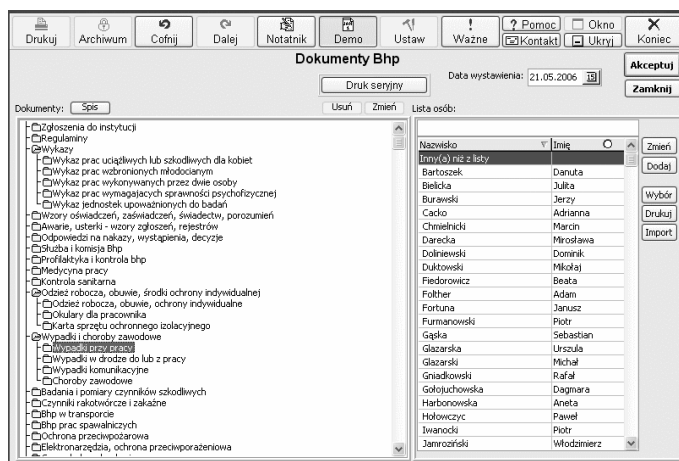 Drukuj Archiwum Cofnij Dalej Notatnik Demo Ustaw Ważne ? Pomoc Okno Koniec
Kontakt Ukryj
Dokumenty Bhp
Akceptuj
Druk seryjny
Data wystawienia: 21.05.2006 15
Zamknij
Dokumenty: Spis Usuń Zmień Lista osób:
Zgłoszenia do instytucji
Regulaminy
Wykazy
Wykaz prac uciążliwych lub szkodliwych dla kobiet
Wykaz prac wzbronionych młodocianym
Wykaz prac wykonywanych przez dwie osoby
Wykaz prac wymagajacych sprawności psychofizycznej
Wykaz jednostek upoważnionych do badań
Wzory oświadczeń, zaświadczeń, świadectw, porozumień
Awarie, usterki - wzory zgłoszeń, rejestrów
Odpowiedzi na nakazy, wystąpienia, decyzje
Służba i komisja Bhp
Profilaktyka i kontrola bhp
Medycyna pracy
Kontrola sanitarna
Odzież robocza, obuwie, środki ochrony indywidualnej
Odzież robocza, obuwie, ochrony indywidualne
Okulary dla pracownika
Karta sprzętu ochronnego izolacyjnego
Wypadki i choroby zawodowe
Wypadki przy pracy
Wypadki w drodze do lub z pracy
Wypadki komunikacyjne
Choroby zawodowe
Badania i pomiary czynników szkodliwych
Czynniki rakotwórcze i zakaźne
Bhp w transporcie
Bhp prac spawalniczych
Ochrona przeciwpożarowa
Elektronarzędzia, ochrona przeciwporażeniowa
Nazwisko Imię
Inny(a) niż z listy
Bartoszek Danuta
Bielicka Julita
Burawski Jerzy
Cacko Adrianna
Chmielnicki Marcin
Darecka Mirosława
Doliniewski Dominik
Duktowski Mikołaj
Fiedorowicz Beata
Folther Adam
Fortuna Janusz
Furmanowski Piotr
Gąska Sebastian
Glazarska Urszula
Glazarski Michał
Gniadkowski Rafał
Gołojuchowska Dagmara
Harbonowska Aneta
Hołowczyc Paweł
Iwanocki Piotr
Jamroziński Włodzimierz
Zmień
Dodaj
Wybór
Drukuj
Import